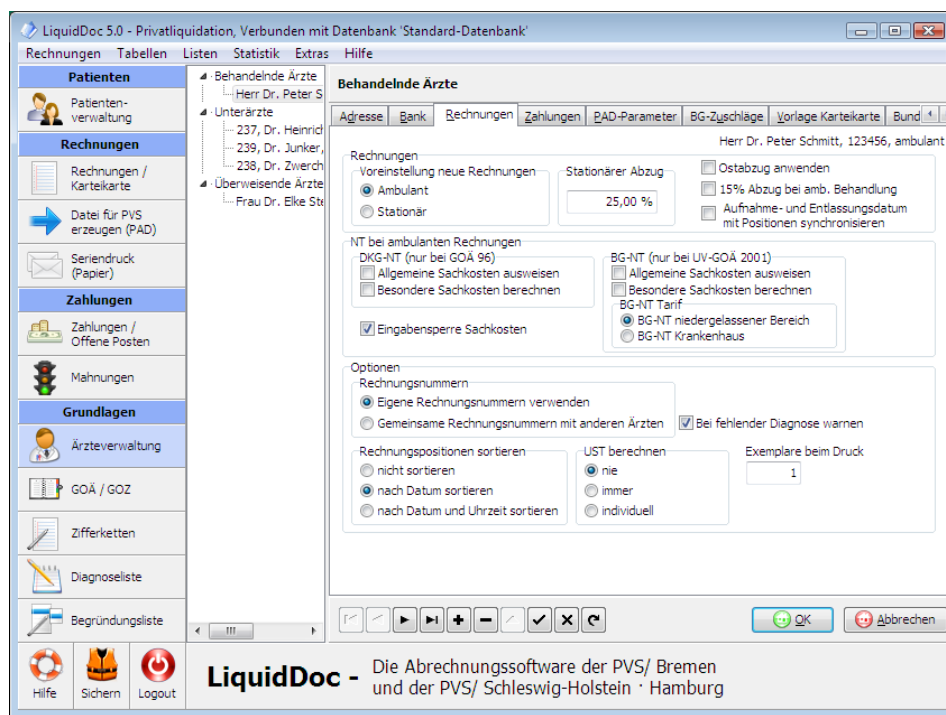 LiquidDoc 5.0 - Privatliquidation, Verbunden mit Datenbank 'Standard-Datenbank'
Rechnungen Tabellen Listen Statistik Extras Hilfe
Patienten
Patienten-
verwaltung
Rechnungen
Rechnungen /
Karteikarte
Datei für PVS
erzeugen (PAD)
Seriendruck
(Papier)
Zahlungen
Zahlungen /
Offene Posten
Mahnungen
Grundlagen
Ärzteverwaltung
GOÄ / GOZ
Zifferketten
Diagnoseliste
Begründungsliste
Hilfe Sichern Logout
Behandelnde Ärzte
Herr Dr. Peter S
Unterärzte
237, Dr. Heinrich
239, Dr. Junker,
238, Dr. Zwerch
Überweisende Ärzte
Frau Dr. Elke Ste
Behandelnde Ärzte
Adresse Bank Rechnungen Zahlungen PAD-Parameter BG-Zuschläge Vorlage Karteikarte Bund
Herr Dr. Peter Schmitt, 123456, ambulant
Rechnungen
Voreinstellung neue Rechnungen
Ambulant
Stationär
Stationärer Abzug
25,00 %
Ostabzug anwenden
15% Abzug bei amb. Behandlung
Aufnahme- und Entlassungsdatum
mit Positionen synchronisieren
NT bei ambulanten Rechnungen
DKG-NT (nur bei GOÄ 96)
Allgemeine Sachkosten ausweisen
Besondere Sachkosten berechnen
Eingabensperre Sachkosten
BG-NT (nur bei UV-GOÄ 2001)
Allgemeine Sachkosten ausweisen
Besondere Sachkosten berechnen
BG-NT Tarif
BG-NT niedergelassener Bereich
BG-NT Krankenhaus
Optionen
Rechnungsnummern
Eigene Rechnungsnummern verwenden
Gemeinsame Rechnungsnummern mit anderen Ärzten
Bei fehlender Diagnose warnen
Rechnungspositionen sortieren
nicht sortieren
nach Datum sortieren
nach Datum und Uhrzeit sortieren
UST berechnen
nie
immer
individuell
Exemplare beim Druck
1
OK Abbrechen
LiquidDoc - Die Abrechnungssoftware der PVS/ Bremen
und der PVS/ Schleswig-Holstein · Hamburg